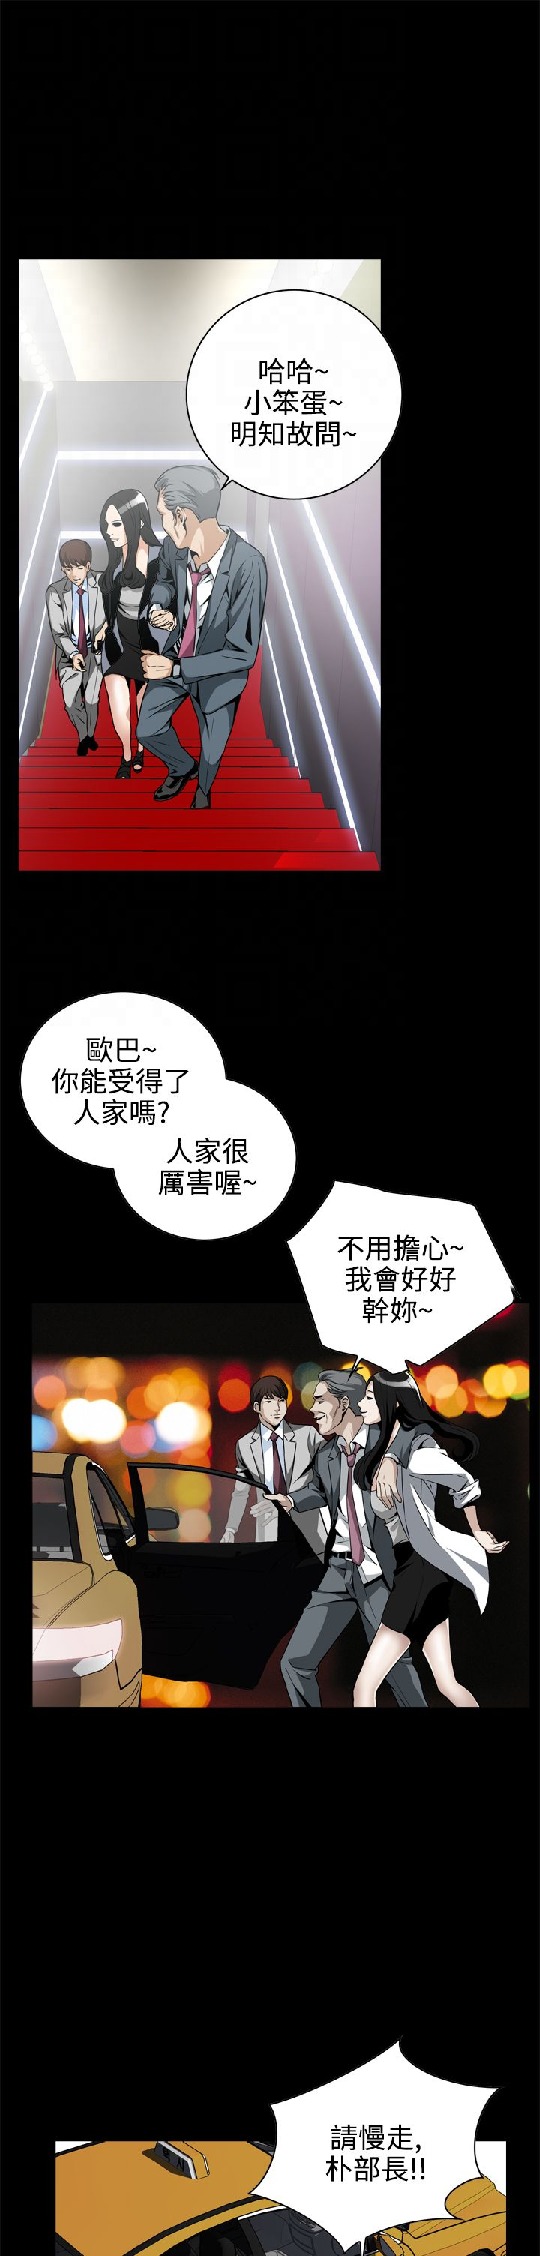 哈哈~
小笨蛋~
明知故問~
歐巴~
你能受得了
人家嗎?
人家很
厲害喔~
不用擔心~
我會好好
幹妳~
請慢走,
朴部長!!